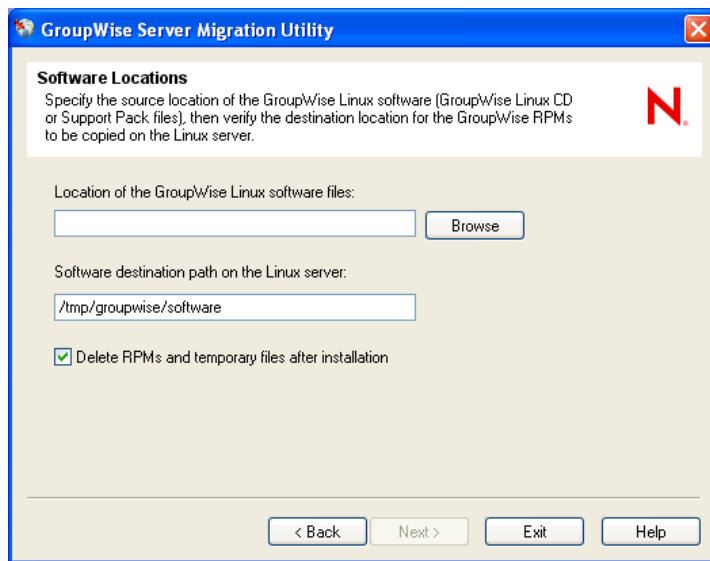 GroupWise Server Migration Utility
Software Locations
Specify the source location of the GroupWise Linux software (GroupWise Linux CD
or Support Pack files), then verify the destination location for the GroupWise RPMs
to be copied on the Linux server.
N
Location of the GroupWise Linux software files:
Browse
Software destination path on the Linux server:
/tmp/groupwise/software
Delete RPMs and temporary files after installation
< Back
Next >
Exit
Help